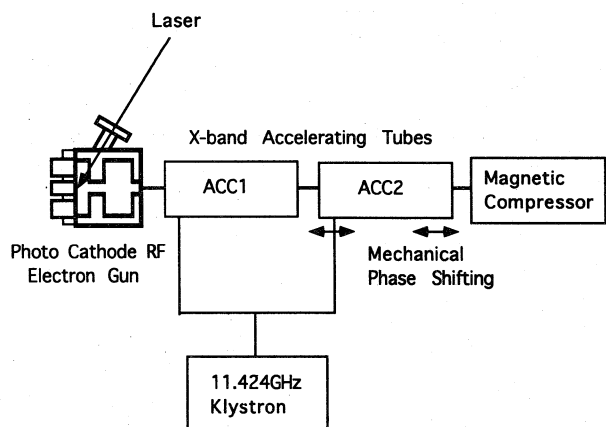 Laser
X-band Accelerating Tubes
ACC1
ACC2
Magnetic
Compressor
Photo Cathode RF
Electron Gun
Mechanical
Phase Shifting
11.424GHz
Klystron